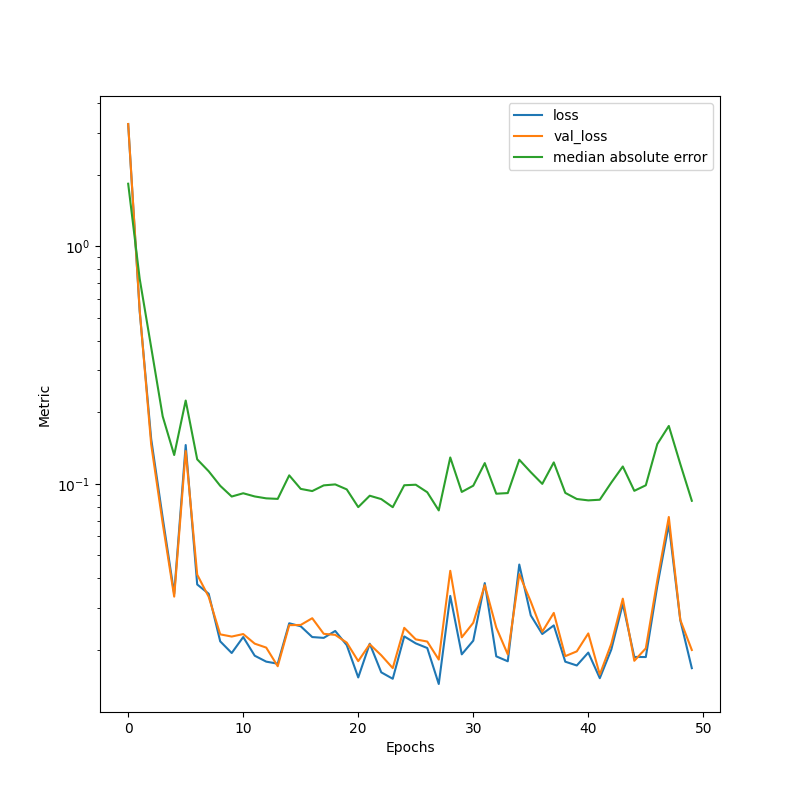 loss
val_loss
median absolute error
10⁰
10⁻¹
Metric
0 10 20 30 40 50
Epochs